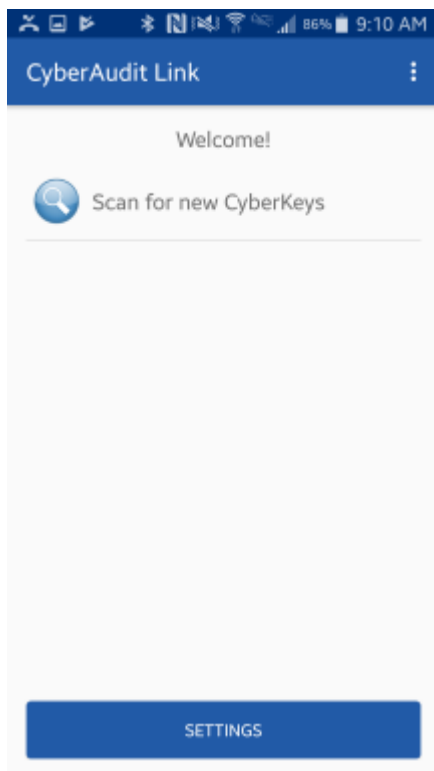 86% 9:10 AM
CyberAudit Link
Welcome!
Scan for new CyberKeys
SETTINGS